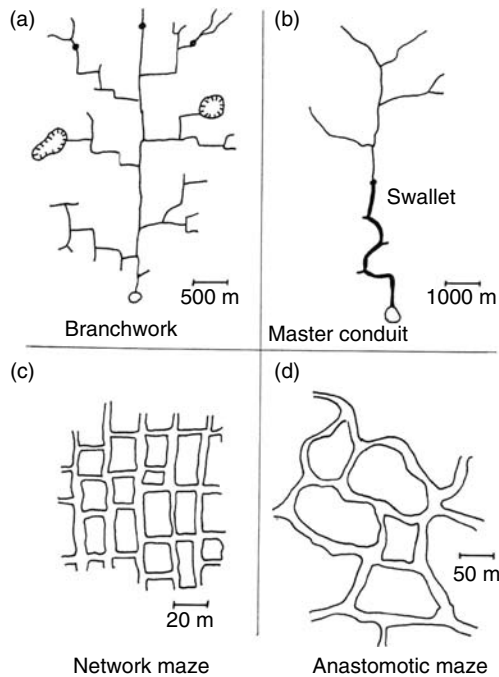 (a)
500 m
Branchwork
(b)
Swallet
1000 m
Master conduit
(c)
20 m
Network maze
(d)
50 m
Anastomotic maze